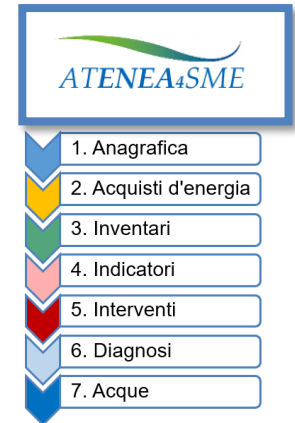 ATENEA4SME
1. Anagrafica
2. Acquisti d'energia
3. Inventari
4. Indicatori
5. Interventi
6. Diagnosi
7. Acque